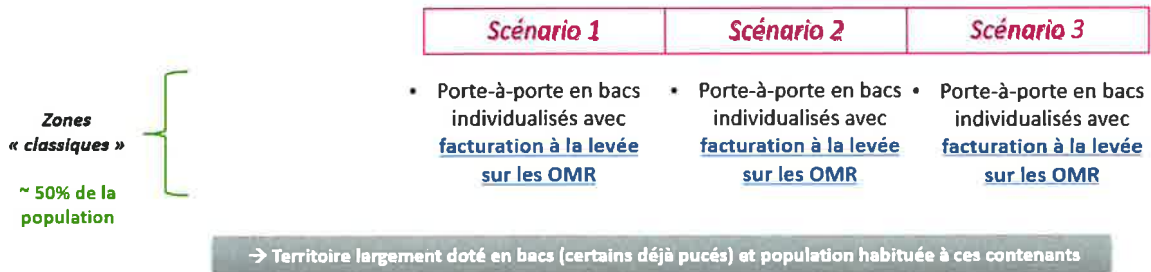 Scénario 1
Scénario 2
Scénario 3
Zones
« classiques »
~ 50% de la
population
• Porte-à-porte en bacs
individualisés avec
facturation à la levée
sur les OMR
• Porte-à-porte en bacs
individualisés avec
facturation à la levée
sur les OMR
• Porte-à-porte en bacs
individualisés avec
facturation à la levée
sur les OMR
→ Territoire largement doté en bacs (certains déjà pucés) et population habituée à ces contenants